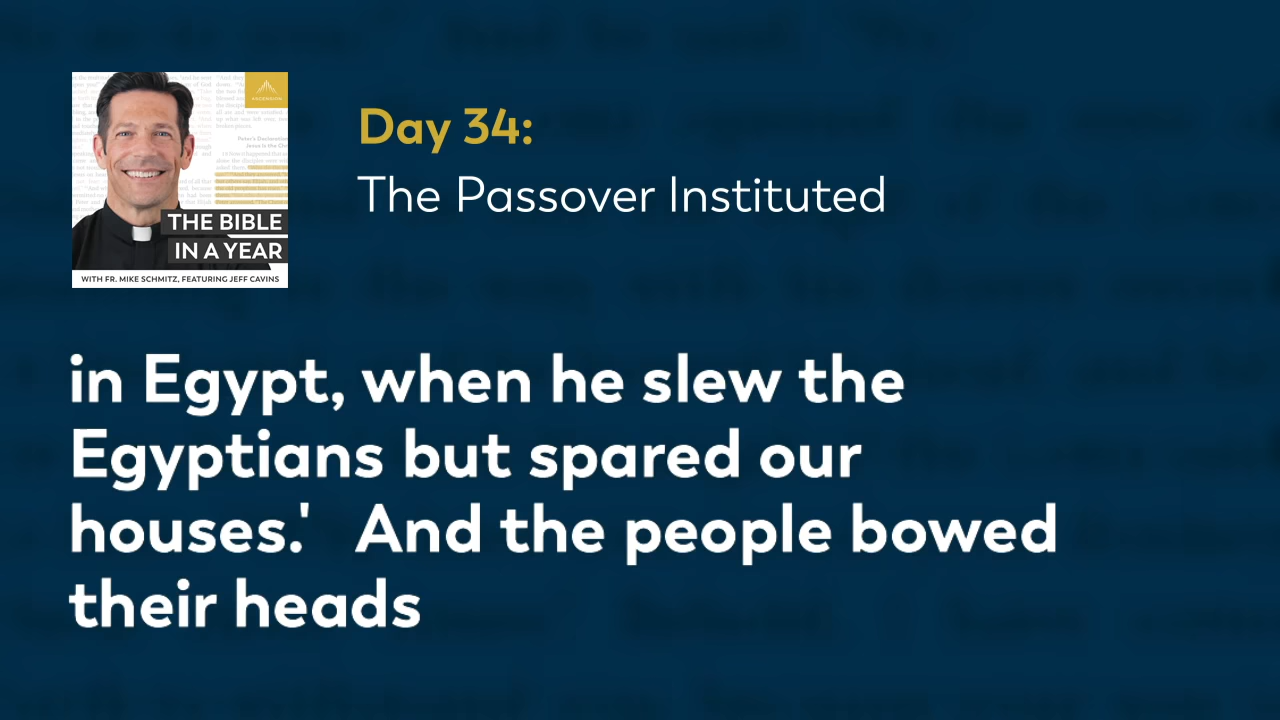 ASCENSION
THE BIBLE
IN A YEAR
WITH FR. MIKE SCHMITZ, FEATURING JEFF CAVINS
Day 34:
The Passover Instituted
in Egypt, when he slew the
Egyptians but spared our
houses.' And the people bowed
their heads